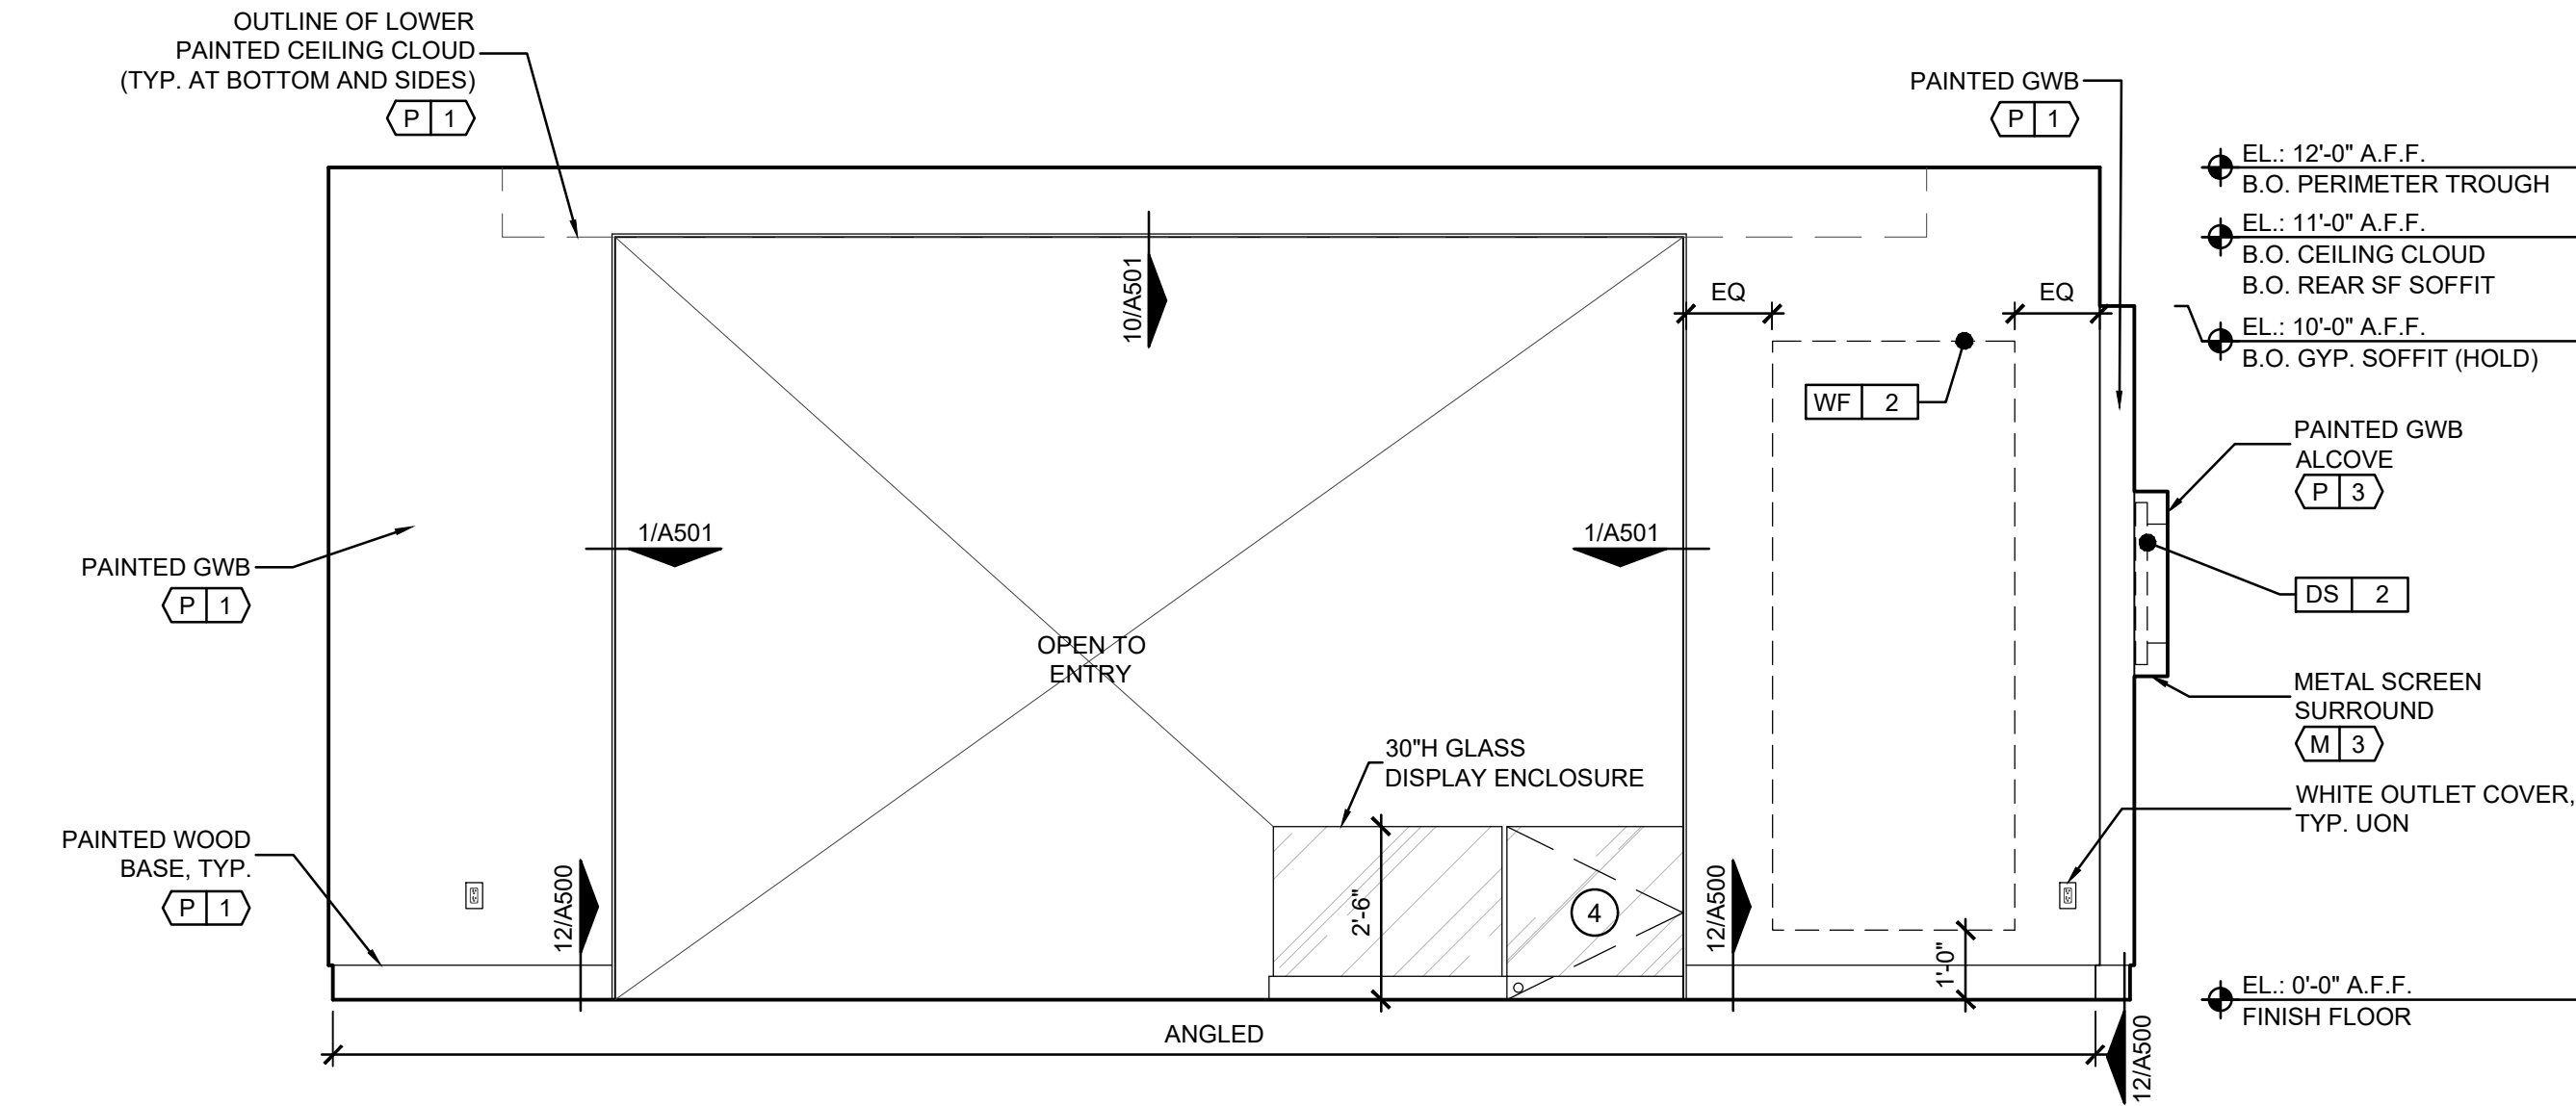 OUTLINE OF LOWER
PAINTED CEILING CLOUD
(TYP. AT BOTTOM AND SIDES)
P 1
PAINTED GWB
P 1
EL.: 12'-0" A.F.F.
B.O. PERIMETER TROUGH
EL.: 11'-0" A.F.F.
B.O. CEILING CLOUD
B.O. REAR SF SOFFIT
EL.: 10'-0" A.F.F.
B.O. GYP. SOFFIT (HOLD)
10/A501
EQ
EQ
WF 2
PAINTED GWB
ALCOVE
P 3
1/A501
1/A501
PAINTED GWB
P 1
DS 2
OPEN TO
ENTRY
METAL SCREEN
SURROUND
M 3
30"H GLASS
DISPLAY ENCLOSURE
WHITE OUTLET COVER,
TYP. UON
PAINTED WOOD
BASE, TYP.
P 1
12/A500
2'-6"
4
12/A500
1'-0"
EL.: 0'-0" A.F.F.
FINISH FLOOR
ANGLED
12/A500